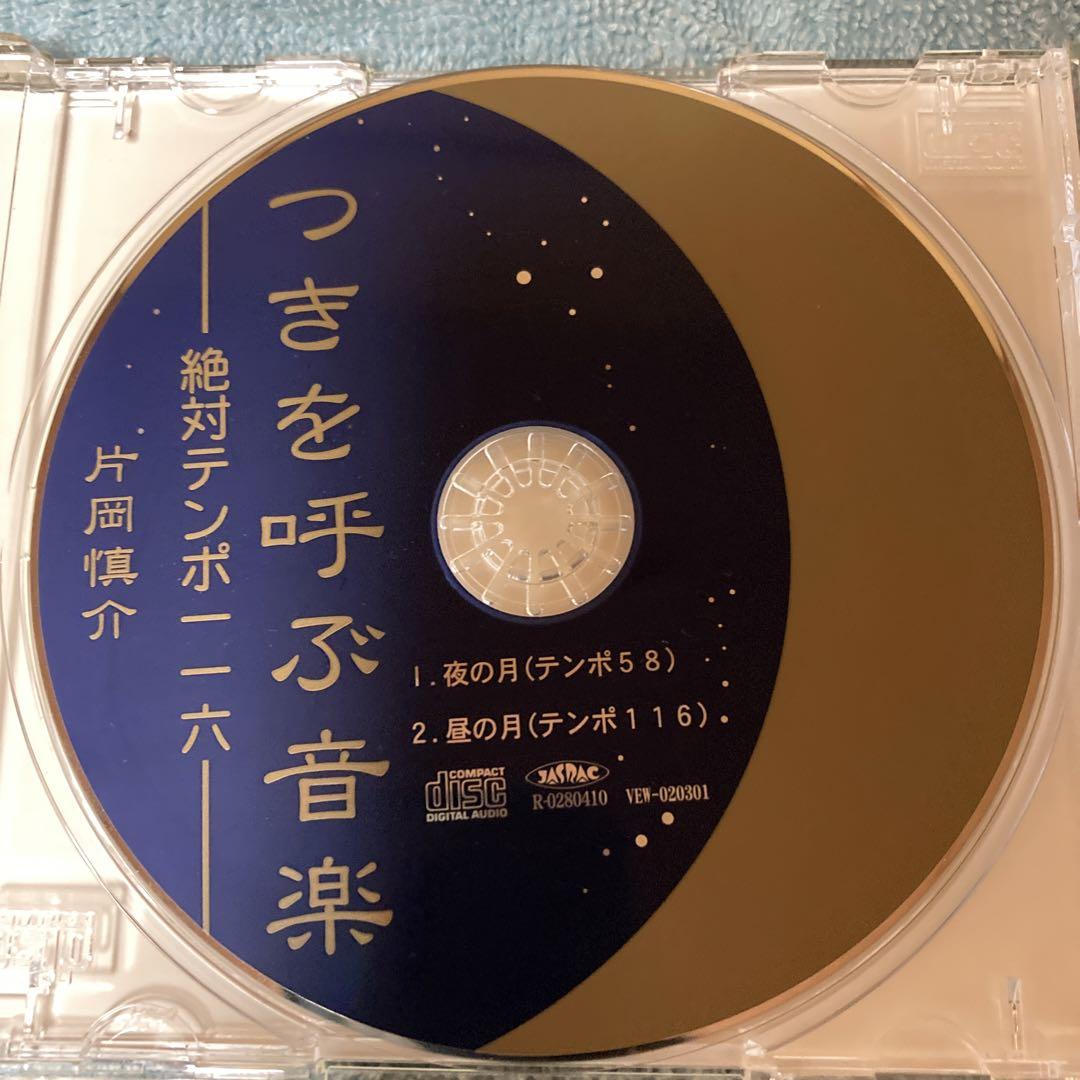 つきを呼ぶ音楽
絶対テンポ一一六
片岡慎介
1.夜の月(テンポ58)
2.昼の月(テンポ116)
COMPACT
disc
DIGITAL AUDIO
JASRAC
R-0280410 VEW-020301